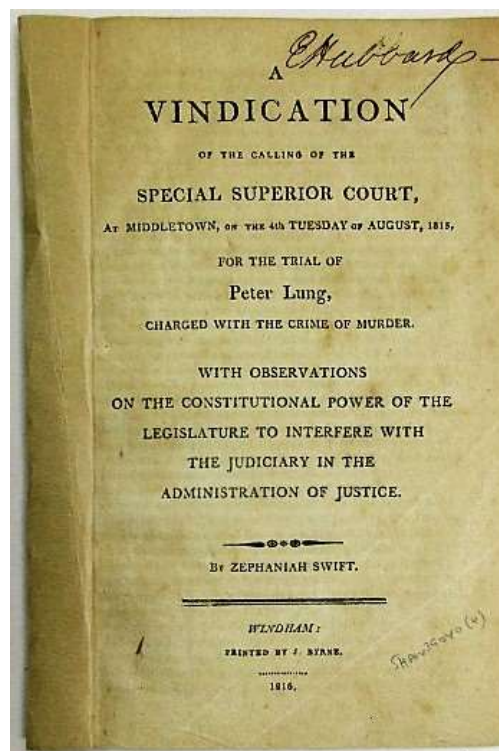 E Hubbard
A
VINDICATION
OF THE CALLING OF THE
SPECIAL SUPERIOR COURT,
AT MIDDLETOWN, ON THE 4th TUESDAY OF AUGUST, 1815,
FOR THE TRIAL OF
Peter Lung,
CHARGED WITH THE CRIME OF MURDER.
WITH OBSERVATIONS
ON THE CONSTITUTIONAL POWER OF THE
LEGISLATURE TO INTERFERE WITH
THE JUDICIARY IN THE
ADMINISTRATION OF JUSTICE.
BY ZEPHANIAH SWIFT.
WINDHAM:
PRINTED BY J. BYRNE.
1816.